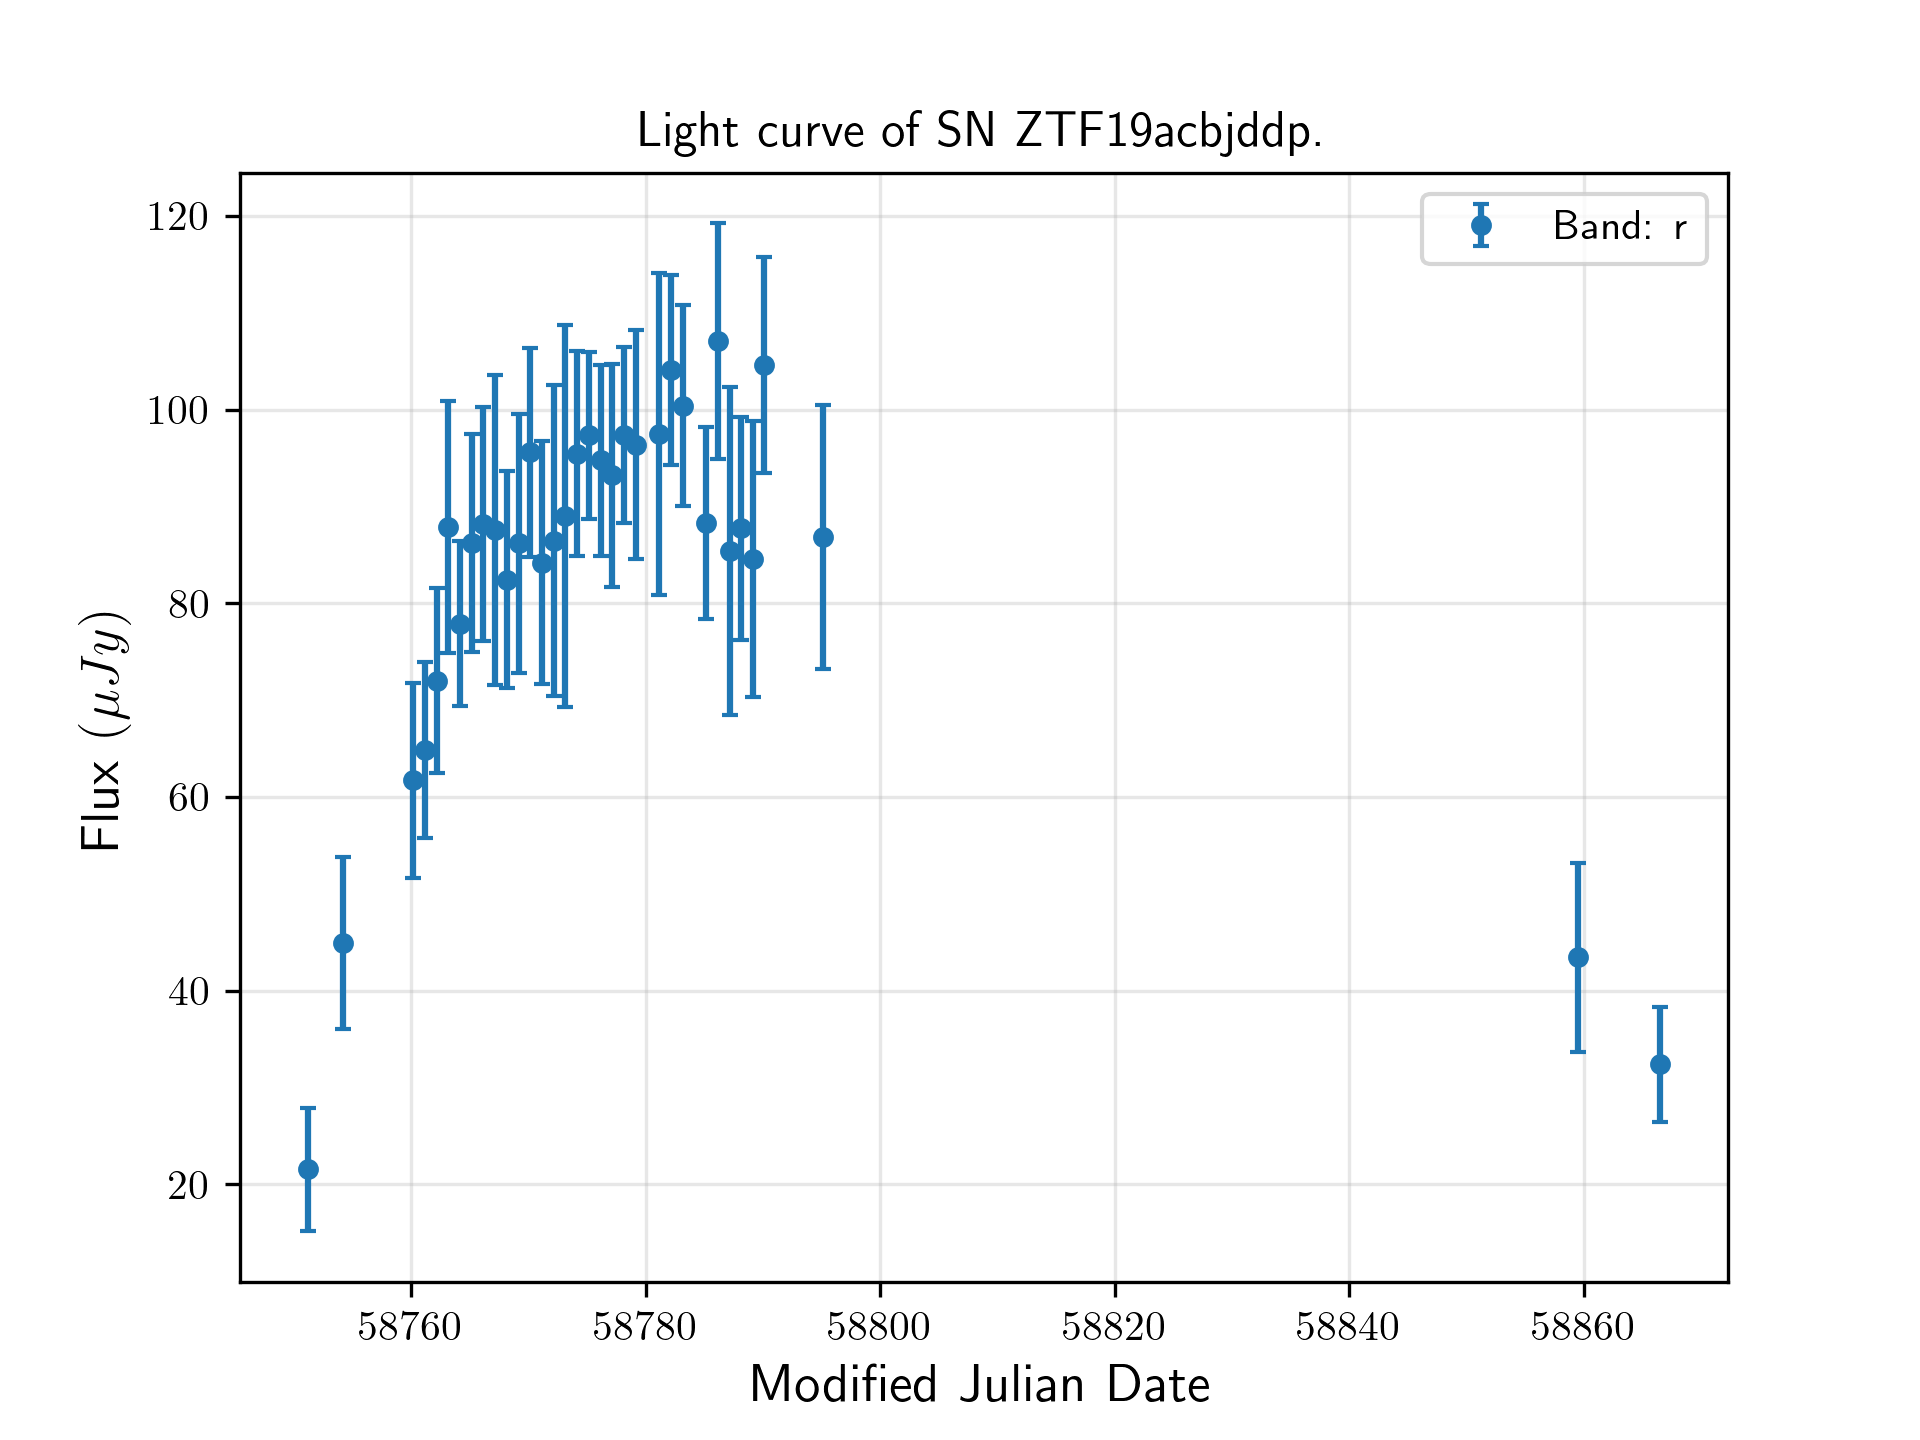 Light curve of SN ZTF19acbjddp.
Band: r
120
100
80
60
40
20
Flux (μJy)
58760 58780 58800 58820 58840 58860
Modified Julian Date